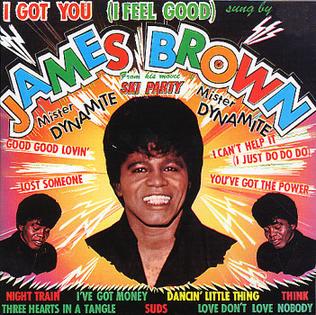 I GOT YOU (I FEEL GOOD) sung by
JAMES BROWN
Mister DYNAMITE
From his movie
SKI PARTY
Mister DYNAMITE
GOOD GOOD LOVIN'
LOST SOMEONE
I CAN'T HELP IT
(I JUST DO DO DO)
YOU'VE GOT THE POWER
NIGHT TRAIN I'VE GOT MONEY DANCIN' LITTLE THING THINK
THREE HEARTS IN A TANGLE SUDS LOVE DON'T LOVE NOBODY